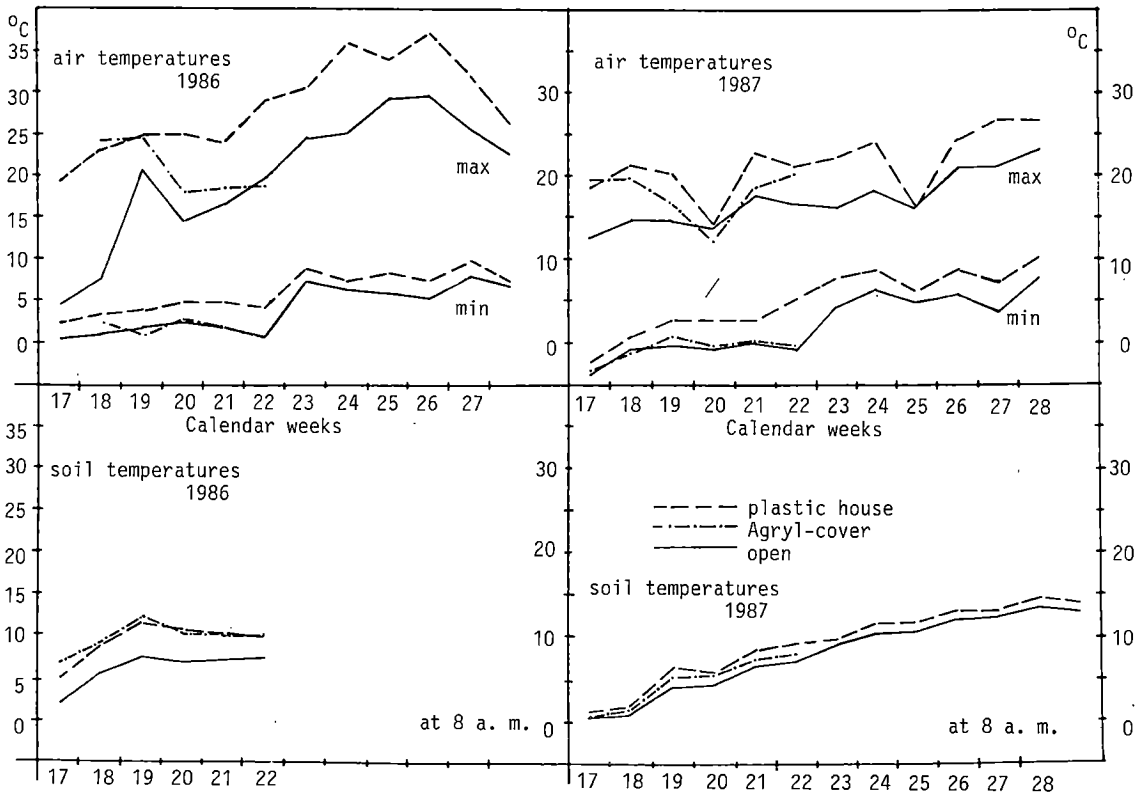 °C
35
30
25
20
15
10
5
0
air temperatures
1986
max
min
17 18 19 20 21 22 23 24 25 26 27
Calendar weeks
30
20
10
0
air temperatures
1987
max
min
°C
30
20
10
0
17 18 19 20 21 22 23 24 25 26 27 28
Calendar weeks
35
30
25
20
15
10
5
0
soil temperatures
1986
at 8 a. m.
17 18 19 20 21 22
30
20
10
0
plastic house
Agryl-cover
open
soil temperatures
1987
at 8 a. m.
30
20
10
0
17 18 19 20 21 22 23 24 25 26 27 28